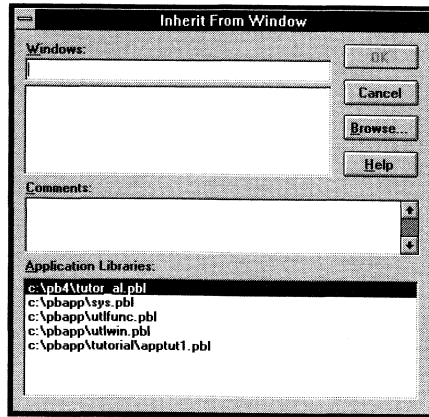 Inherit From Window
Windows:
OK
Cancel
Browse...
Help
Comments:
Application Libraries:
c:\pb4\tutor_al.pbl
c:\pbapp\sys.pbl
c:\pbapp\utlfunc.pbl
c:\pbapp\utlwin.pbl
c:\pbapp\tutorial\apptut1.pbl